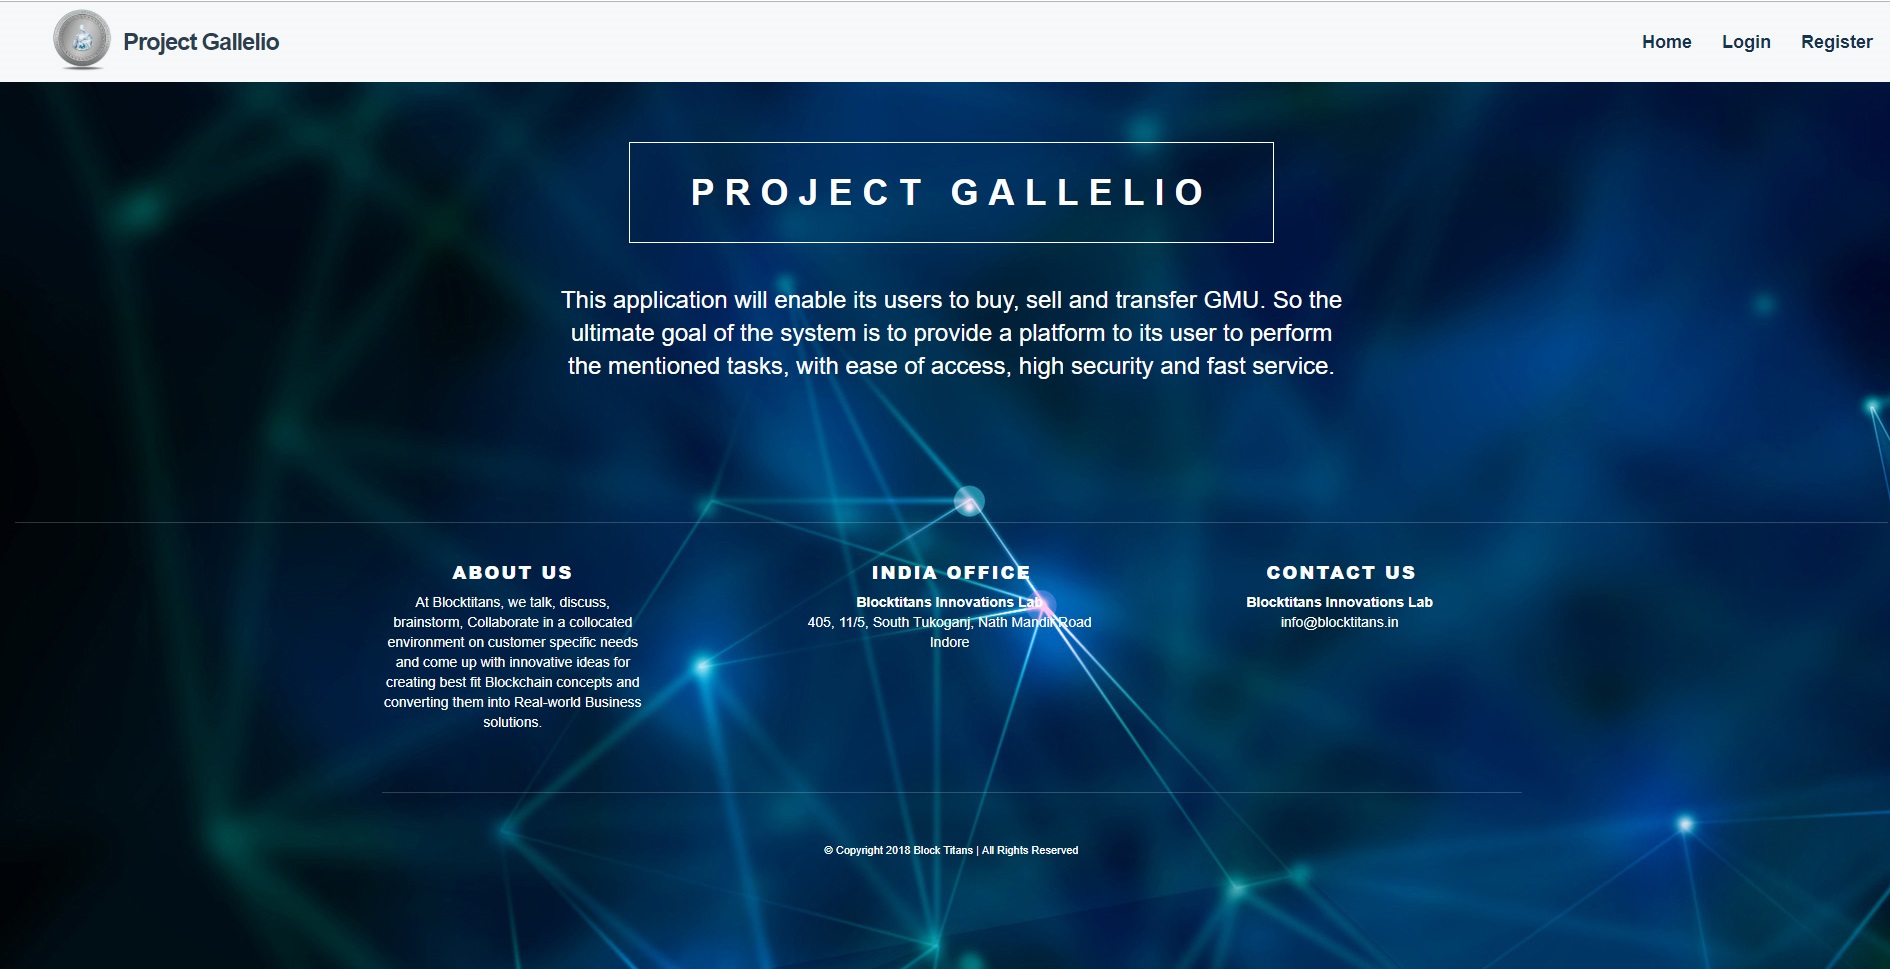 Project Gallelio
Home Login Register
PROJECT GALLELIO
This application will enable its users to buy, sell and transfer GMU. So the
ultimate goal of the system is to provide a platform to its user to perform
the mentioned tasks, with ease of access, high security and fast service.
ABOUT US
At Blocktitans, we talk, discuss,
brainstorm, Collaborate in a collocated
environment on customer specific needs
and come up with innovative ideas for
creating best fit Blockchain concepts and
converting them into Real-world Business
solutions.
INDIA OFFICE
Blocktitans Innovations Lab
405, 11/5, South Tukoganj, Nath Mandir Road
Indore
CONTACT US
Blocktitans Innovations Lab
info@blocktitans.in
© Copyright 2018 Block Titans | All Rights Reserved